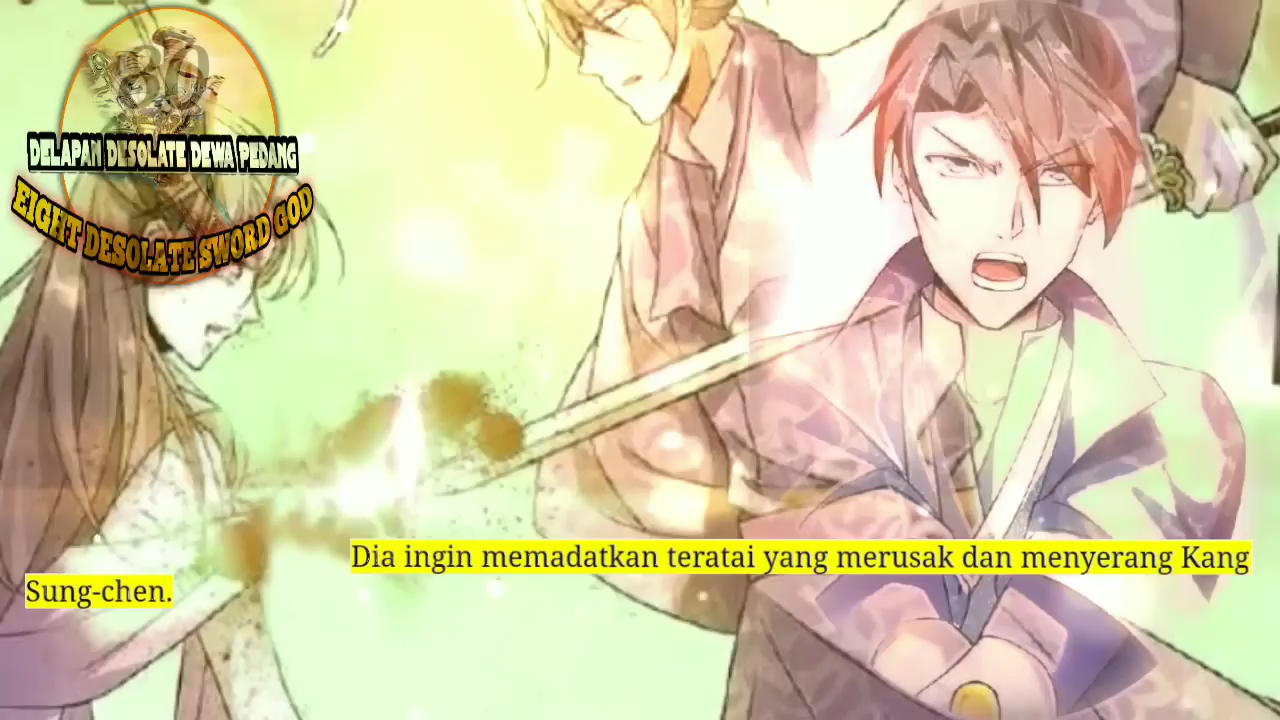 80
DELAPAN DESOLATE DEWA PEDANG
EIGHT DESOLATE SWORD GOD
Dia ingin memadatkan teratai yang merusak dan menyerang Kang
Sung-chen.